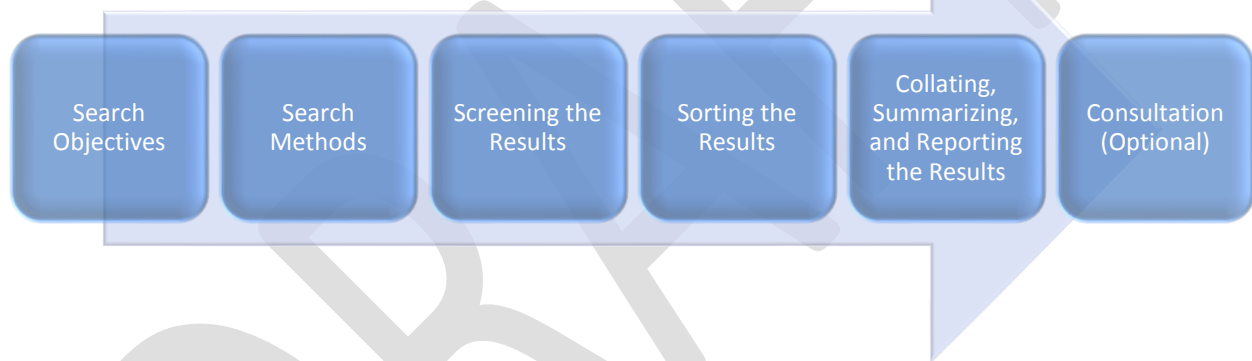 Search
Objectives
Search
Methods
Screening the
Results
Sorting the
Results
Collating,
Summarizing,
and Reporting
the Results
Consultation
(Optional)